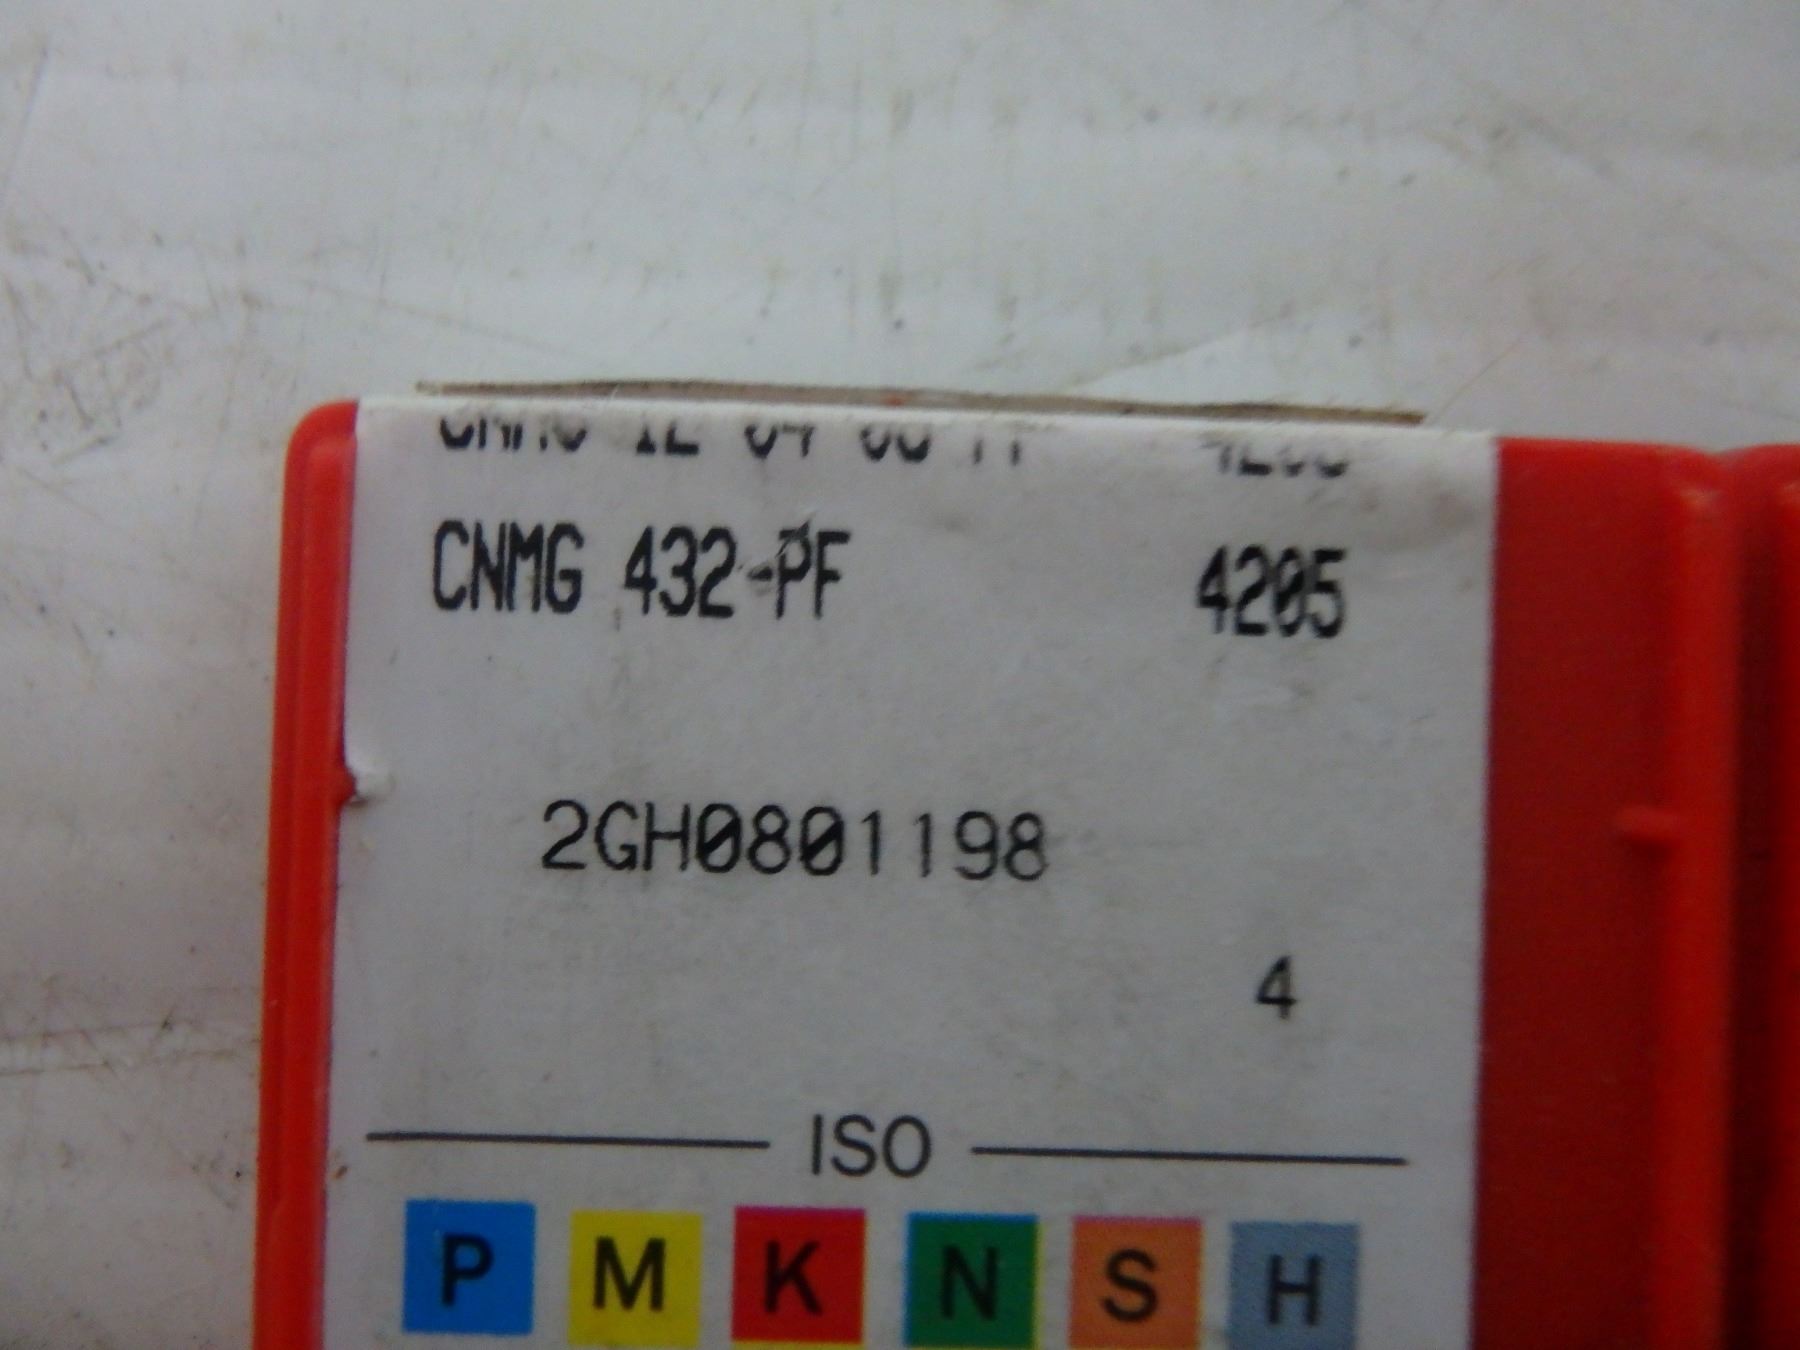 CNMG 432-PF 4205
2GH0801198
4
ISO
P M K N S H